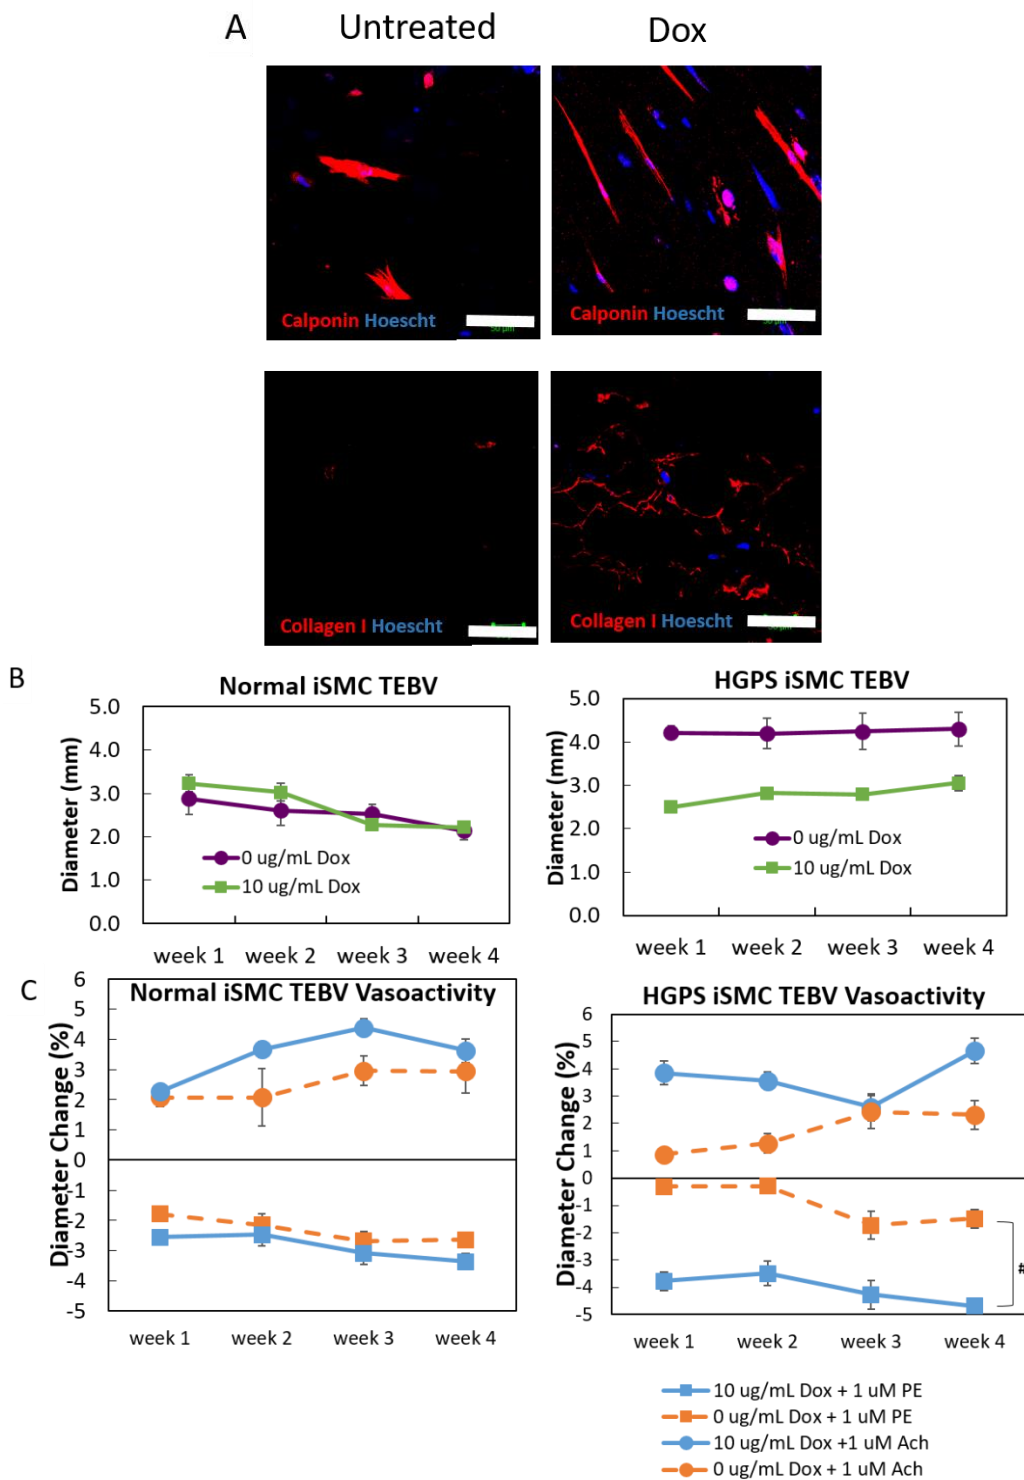 A Untreated Dox
Calponin Hoescht
50 µm
Calponin Hoescht
Collagen I Hoescht
Collagen I Hoescht
B
Normal iSMC TEBV
Diameter (mm)
5.0
4.0
3.0
2.0
1.0
0.0
0 ug/mL Dox
10 ug/mL Dox
week 1 week 2 week 3 week 4
HGPS iSMC TEBV
Diameter (mm)
5.0
4.0
3.0
2.0
1.0
0.0
0 ug/mL Dox
10 ug/mL Dox
week 1 week 2 week 3 week 4
C
Normal iSMC TEBV Vasoactivity
Diameter Change (%)
6
5
4
3
2
1
0
-1
-2
-3
-4
-5
week 1 week 2 week 3 week 4
HGPS iSMC TEBV Vasoactivity
Diameter Change (%)
6
5
4
3
2
1
0
-1
-2
-3
-4
-5
#
week 1 week 2 week 3 week 4
10 ug/mL Dox + 1 uM PE
0 ug/mL Dox + 1 uM PE
10 ug/mL Dox +1 uM Ach
0 ug/mL Dox + 1 uM Ach